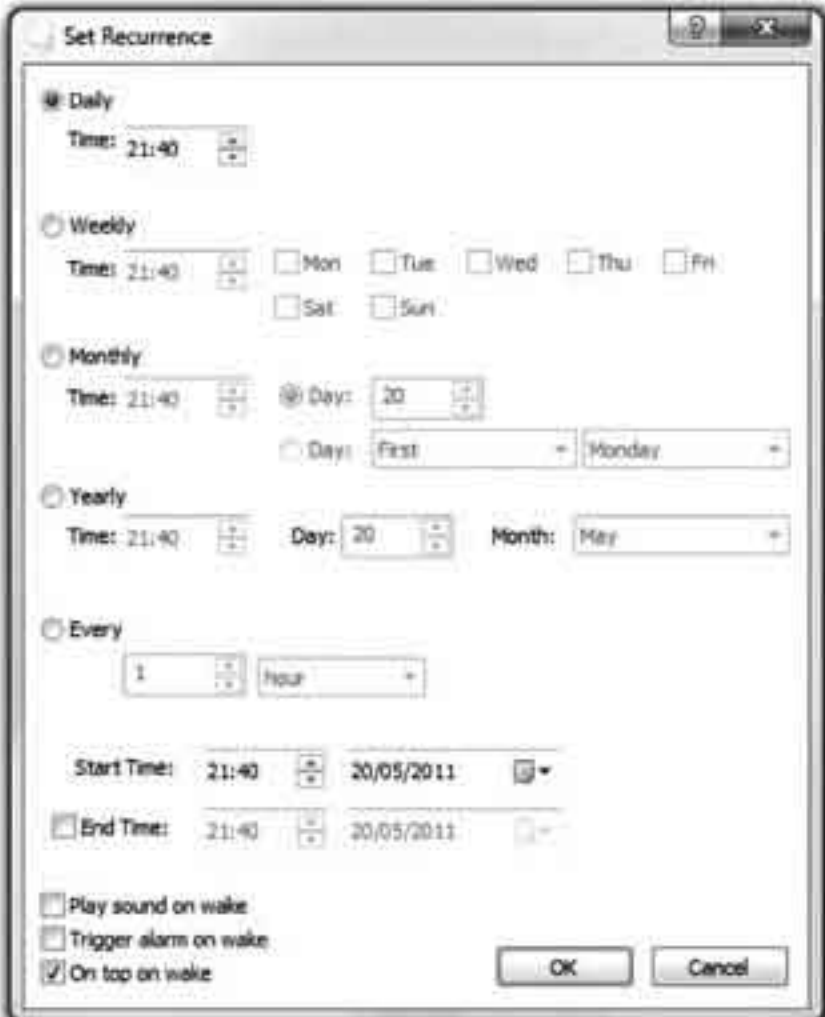 Set Recurrence
Daily
Time: 21:40
Weekly
Time: 21:40 Mon Tue Wed Thu Fri
Sat Sun
Monthly
Time: 21:40 Day: 20
Day: First Monday
Yearly
Time: 21:40 Day: 20 Month: May
Every
1 hour
Start Time: 21:40 20/05/2011
End Time: 21:40 20/05/2011
Play sound on wake
Trigger alarm on wake
On top on wake OK Cancel